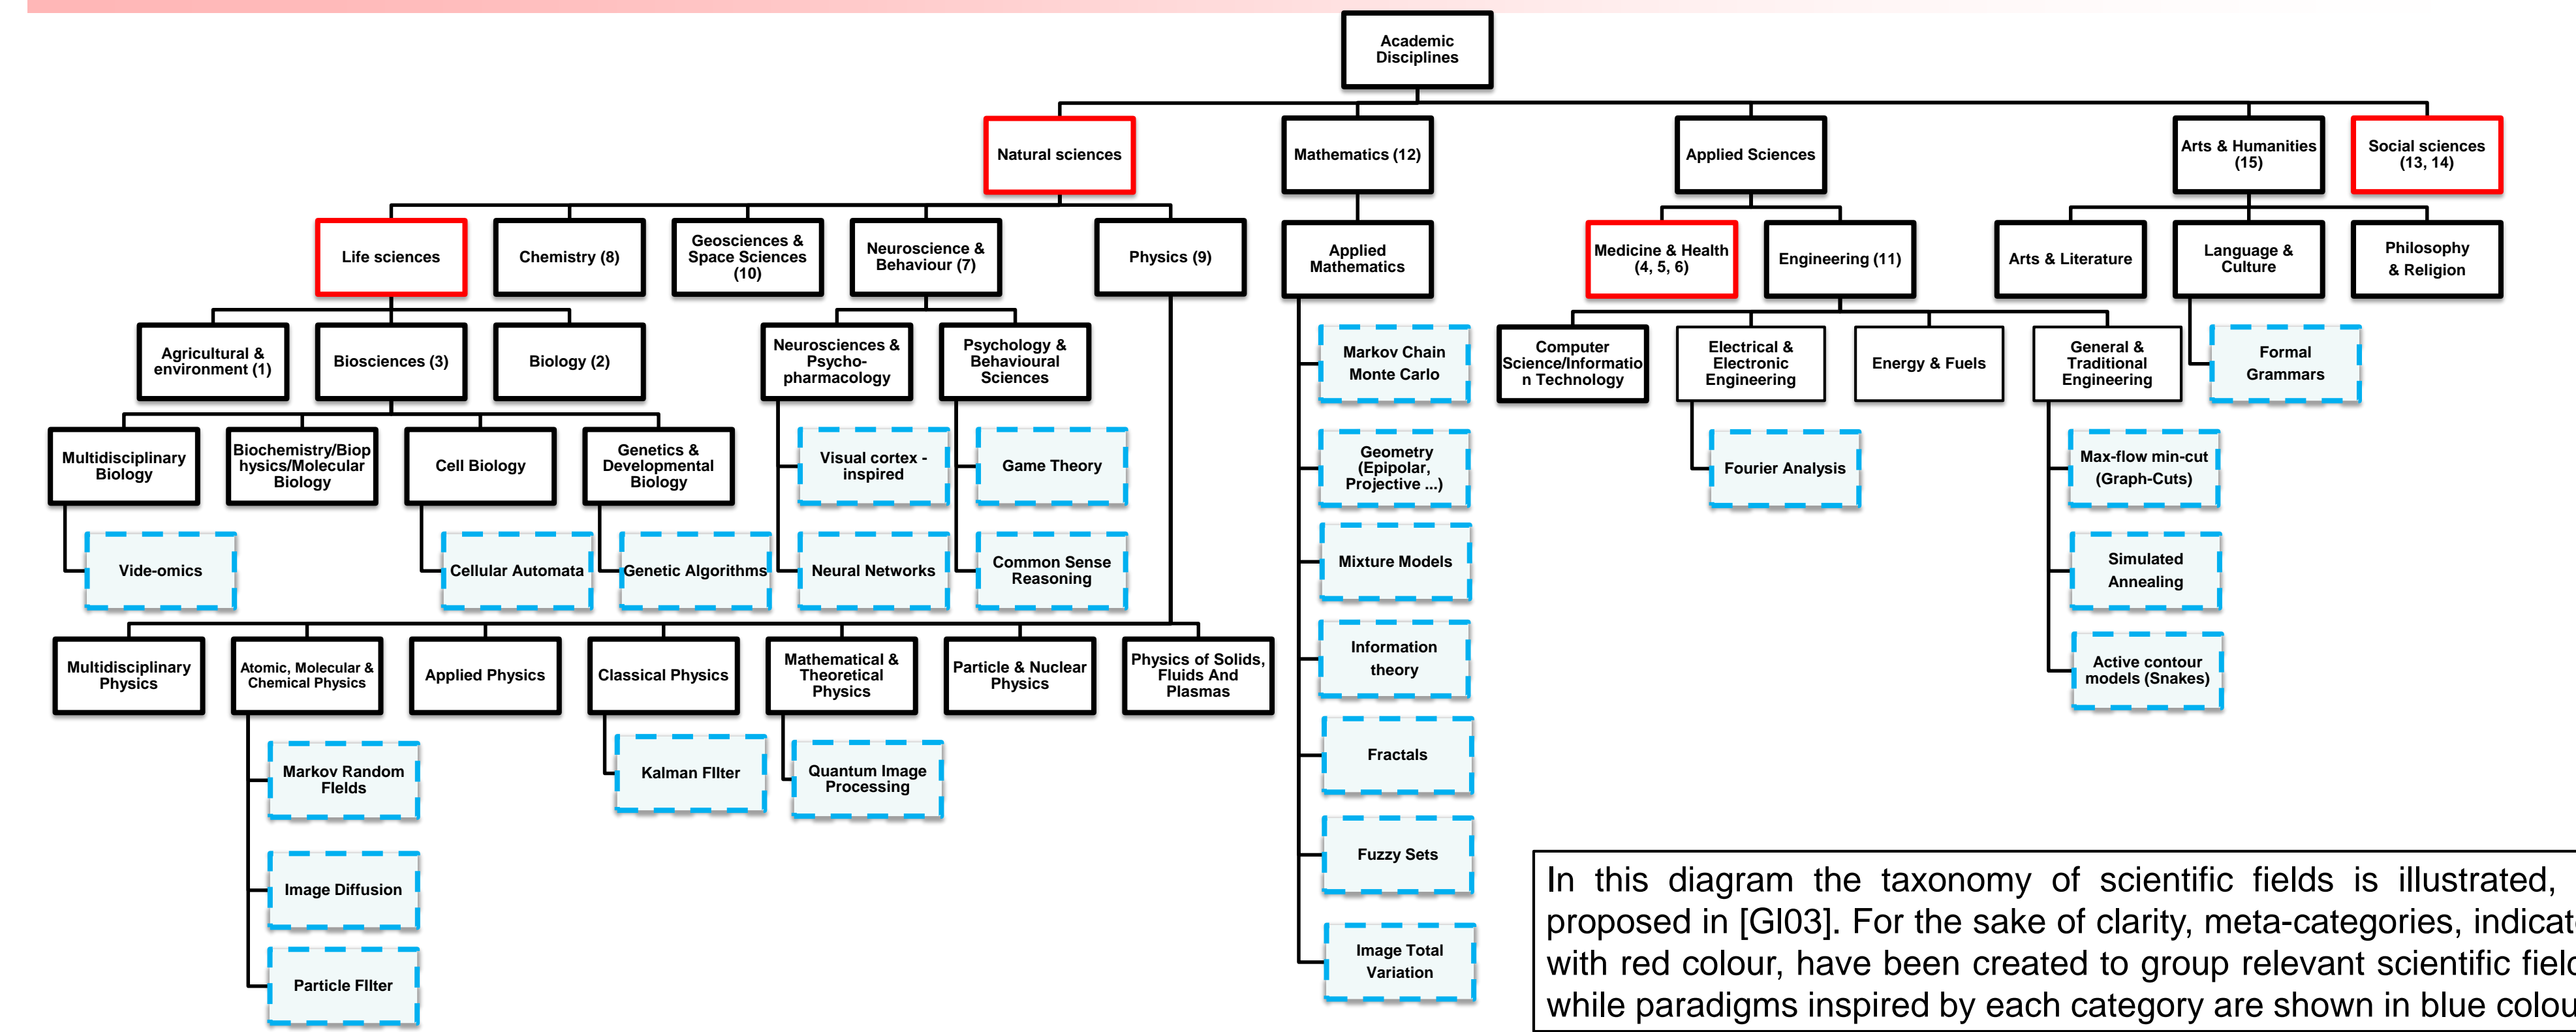 Academic
Disciplines
Natural sciences
Mathematics (12)
Applied Sciences
Arts & Humanities
(15)
Social sciences
(13, 14)
Life sciences
Chemistry (8)
Geosciences &
Space Sciences
(10)
Neuroscience &
Behaviour (7)
Physics (9)
Applied
Mathematics
Medicine & Health
(4, 5, 6)
Engineering (11)
Arts & Literature
Language &
Culture
Philosophy
& Religion
Agricultural &
environment (1)
Biosciences (3)
Biology (2)
Neurosciences &
Psycho-
pharmacology
Psychology &
Behavioural
Sciences
Markov Chain
Monte Carlo
Computer
Science/Informatio
n Technology
Electrical &
Electronic
Engineering
Energy & Fuels
General &
Traditional
Engineering
Formal
Grammars
Multidisciplinary
Biology
Biochemistry/Biop
hysics/Molecular
Biology
Cell Biology
Genetics &
Developmental
Biology
Visual cortex -
inspired
Game Theory
Geometry
(Epipolar,
Projective ...)
Fourier Analysis
Max-flow min-cut
(Graph-Cuts)
Vide-omics
Cellular Automata
Genetic Algorithms
Neural Networks
Common Sense
Reasoning
Mixture Models
Simulated
Annealing
Multidisciplinary
Physics
Atomic, Molecular &
Chemical Physics
Applied Physics
Classical Physics
Mathematical &
Theoretical
Physics
Particle & Nuclear
Physics
Physics of Solids,
Fluids And
Plasmas
Information
theory
Active contour
models (Snakes)
Markov Random
FIelds
Kalman FIlter
Quantum Image
Processing
Fractals
Image Diffusion
Fuzzy Sets
Particle FIlter
Image Total
Variation
In this diagram the taxonomy of scientific fields is illustrated,
proposed in [Gl03]. For the sake of clarity, meta-categories, indicate
with red colour, have been created to group relevant scientific field
while paradigms inspired by each category are shown in blue colou